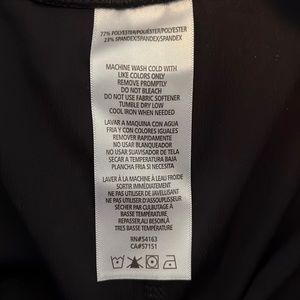 77% POLYESTER/POLIÉSTER/POLYESTER
23% SPANDEX/SPANDEX/SPANDEX
MACHINE WASH COLD WITH
LIKE COLORS ONLY
REMOVE PROMPTLY
DO NOT BLEACH
DO NOT USE FABRIC SOFTENER
TUMBLE DRY LOW
COOL IRON WHEN NEEDED
LAVAR A MAQUINA CON AGUA
FRIA Y CON COLORES IGUALES
REMOVER RAPIDAMENTE
NO USAR BLANQUEADOR
NO USAR SUAVISADOR DE TELA
SECAR A TEMPERATURA BAJA
PLANCHA FRIA SI NECESITA
LAVER À LA MACHINE À L'EAU FROIDE
SORTIR IMMÉDIATEMENT
NE PAS UTILISER DE JAVELLISANT
NE PAS UTILISER D'ASSOUPLISSEUR
SÉCHER PAR CULBUTAGE À
BASSE TEMPÉRATURE
REPASSER, AU BESOIN, À
TRÈS BASSE TEMPÉRATURE
RN#54163
CA#57151